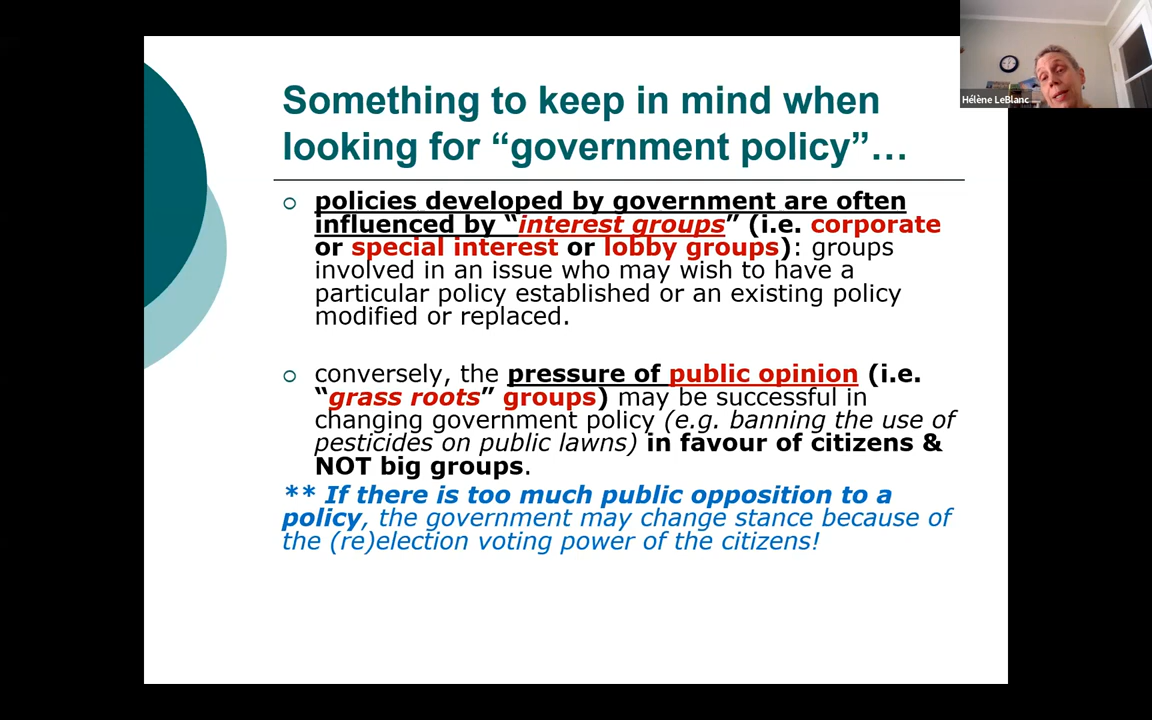 Something to keep in mind when
looking for “government policy”…
policies developed by government are often
influenced by “interest groups” (i.e. corporate
or special interest or lobby groups): groups
involved in an issue who may wish to have a
particular policy established or an existing policy
modified or replaced.
conversely, the pressure of public opinion (i.e.
“grass roots” groups) may be successful in
changing government policy (e.g. banning the use of
pesticides on public lawns) in favour of citizens &
NOT big groups.
** If there is too much public opposition to a
policy, the government may change stance because of
the (re)election voting power of the citizens!
Hélène LeBlanc